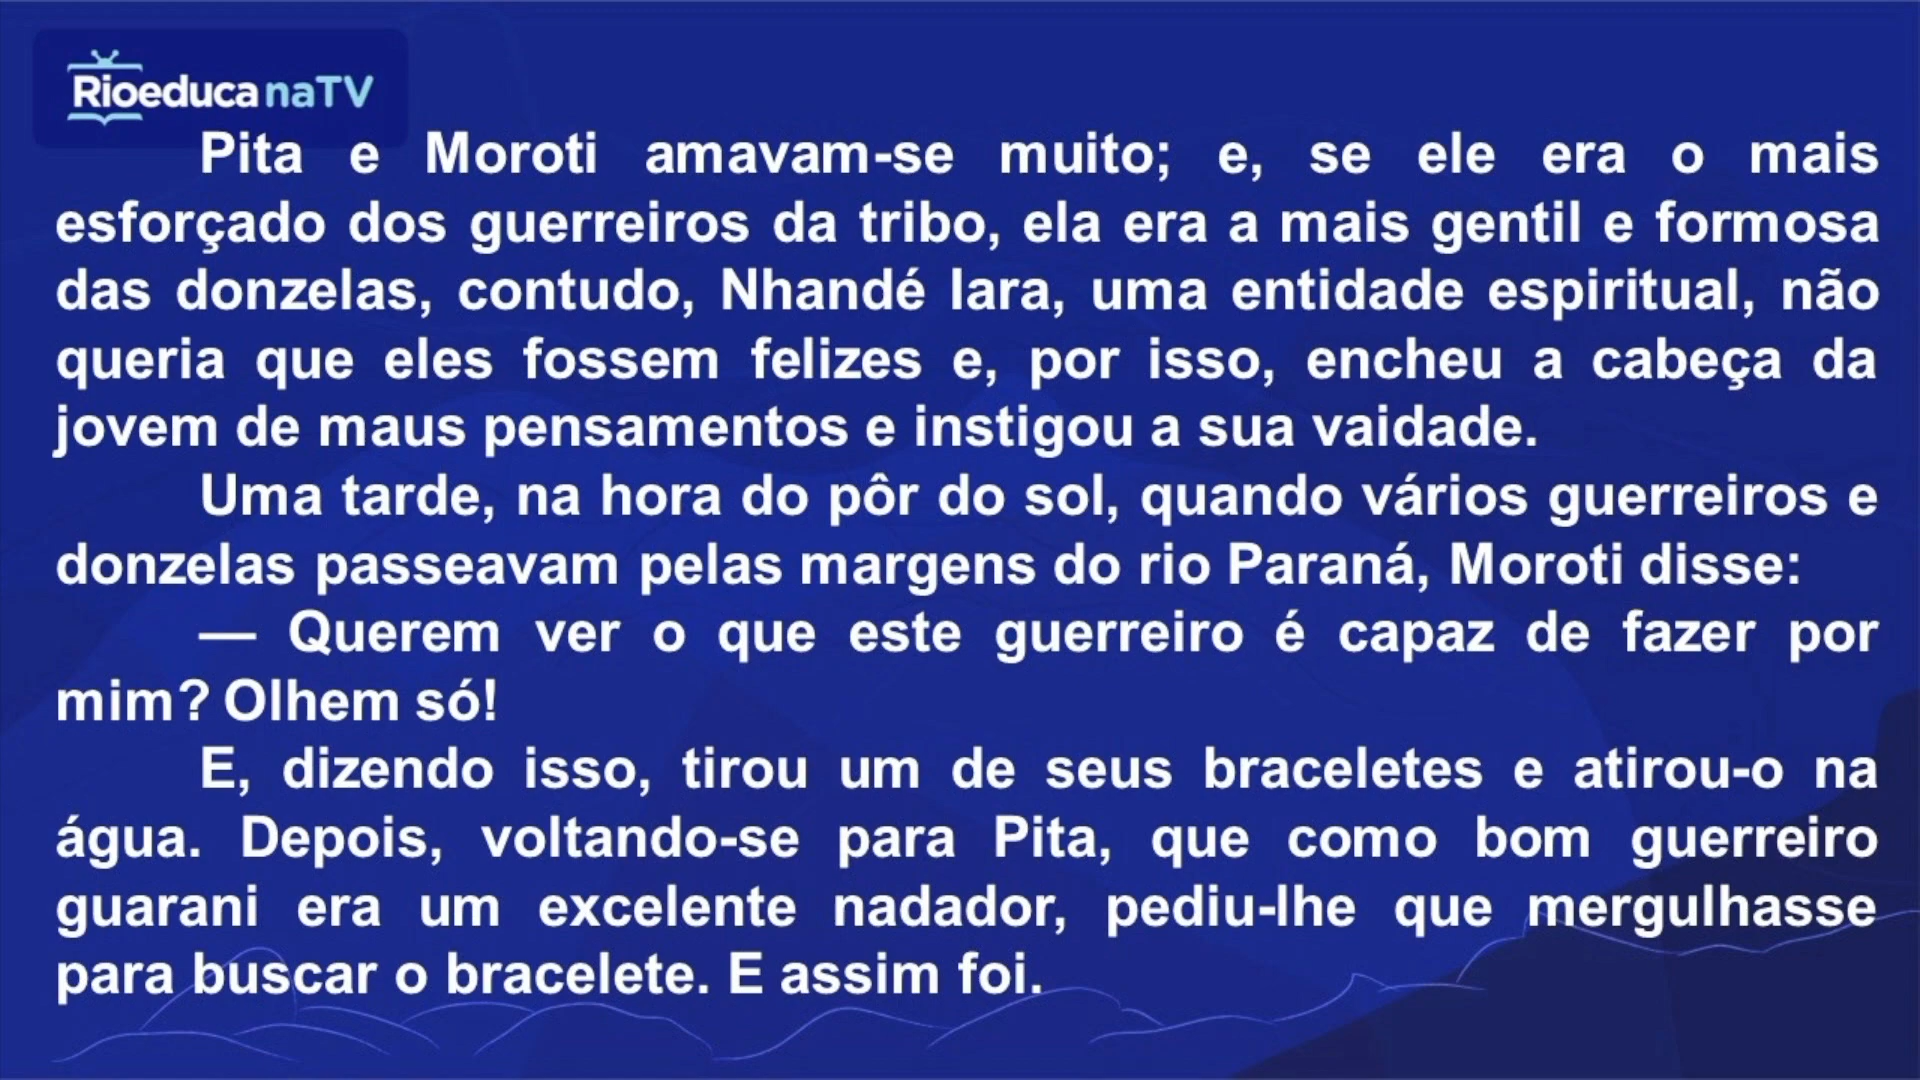 Rioeduca naTV
Pita e Moroti amavam-se muito; e, se ele era o mais
esforçado dos guerreiros da tribo, ela era a mais gentil e formosa
das donzelas, contudo, Nhandé Iara, uma entidade espiritual, não
queria que eles fossem felizes e, por isso, encheu a cabeça da
jovem de maus pensamentos e instigou a sua vaidade.
Uma tarde, na hora do pôr do sol, quando vários guerreiros e
donzelas passeavam pelas margens do rio Paraná, Moroti disse:
— Querem ver o que este guerreiro é capaz de fazer por
mim? Olhem só!
E, dizendo isso, tirou um de seus braceletes e atirou-o na
água. Depois, voltando-se para Pita, que como bom guerreiro
guarani era um excelente nadador, pediu-lhe que mergulhasse
para buscar o bracelete. E assim foi.